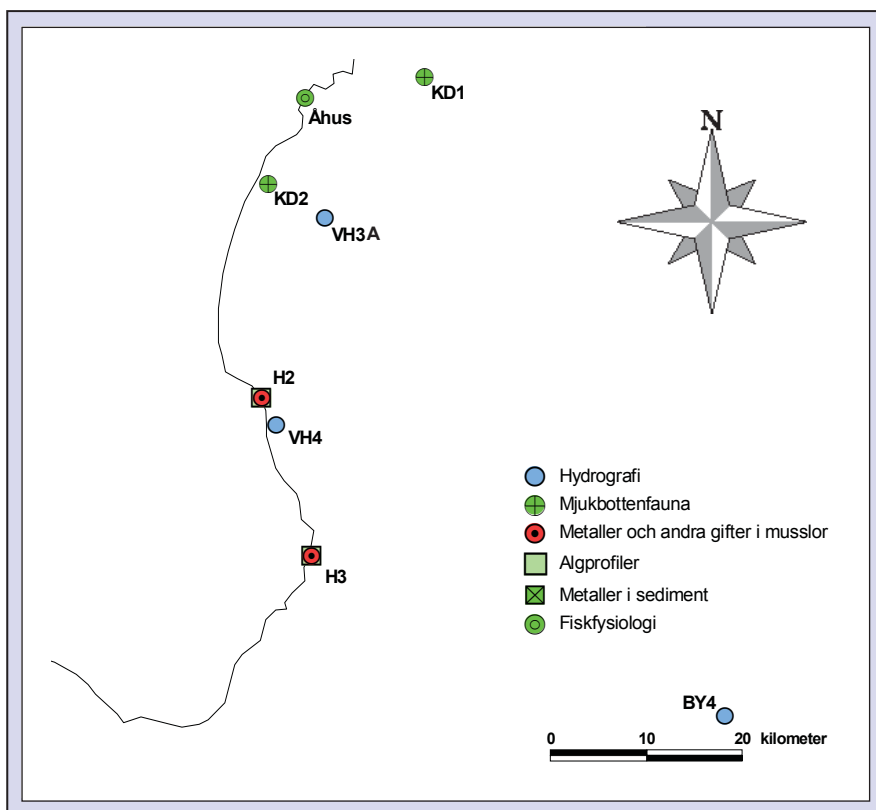 KD1
Åhus
N
KD2
VH3A
H2
VH4
Hydrografi
Mjukbottenfauna
Metaller och andra gifter i musslor
Algprofiler
Metaller i sediment
Fiskfysiologi
H3
BY4
0 10 20 kilometer